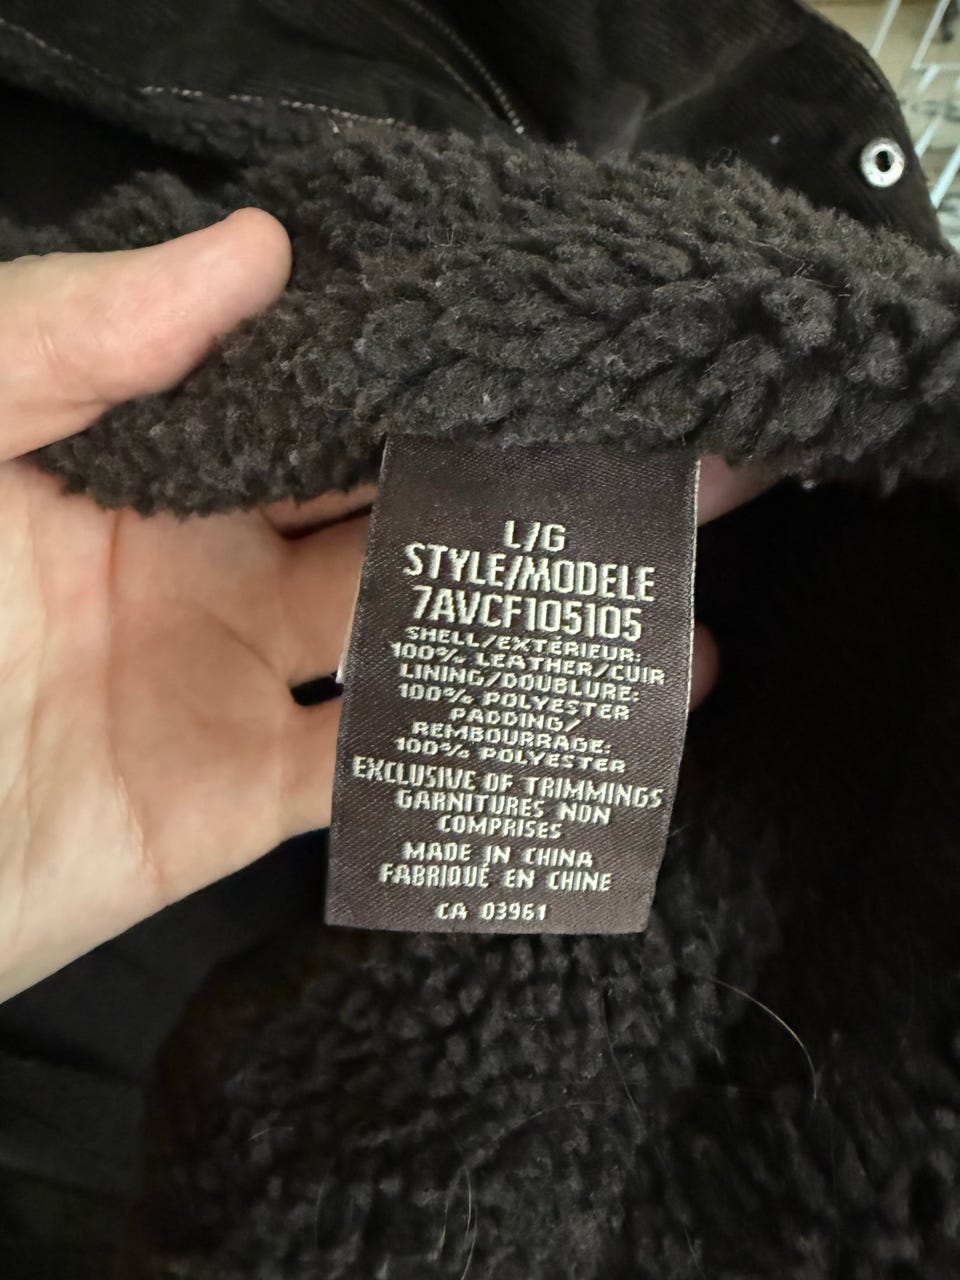 L/G
STYLE/MODELE
7AVCF105105
SHELL/EXTÉRIEUR:
100% LEATHER/CUIR
LINING/DOUBLURE:
100% POLYESTER
PADDING/
REMBOURRAGE:
100% POLYESTER
EXCLUSIVE OF TRIMMINGS
GARNITURES NON
COMPRISES
MADE IN CHINA
FABRIQUÉ EN CHINE
CA 03961